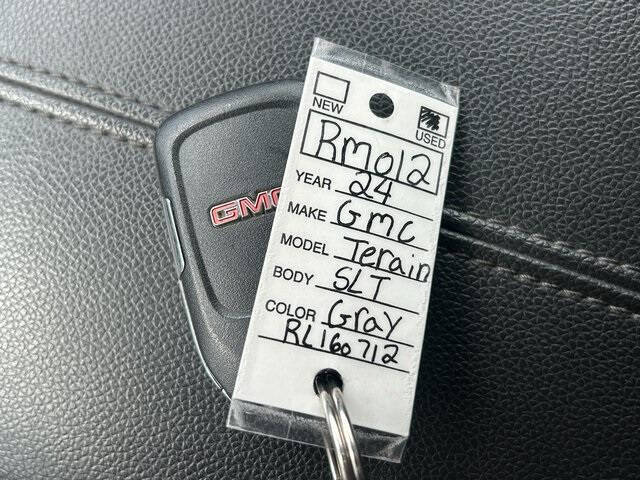 NEW USED
RM012
YEAR 24
MAKE GMC
MODEL Terain
BODY SLT
COLOR Gray
RL160712
GMC